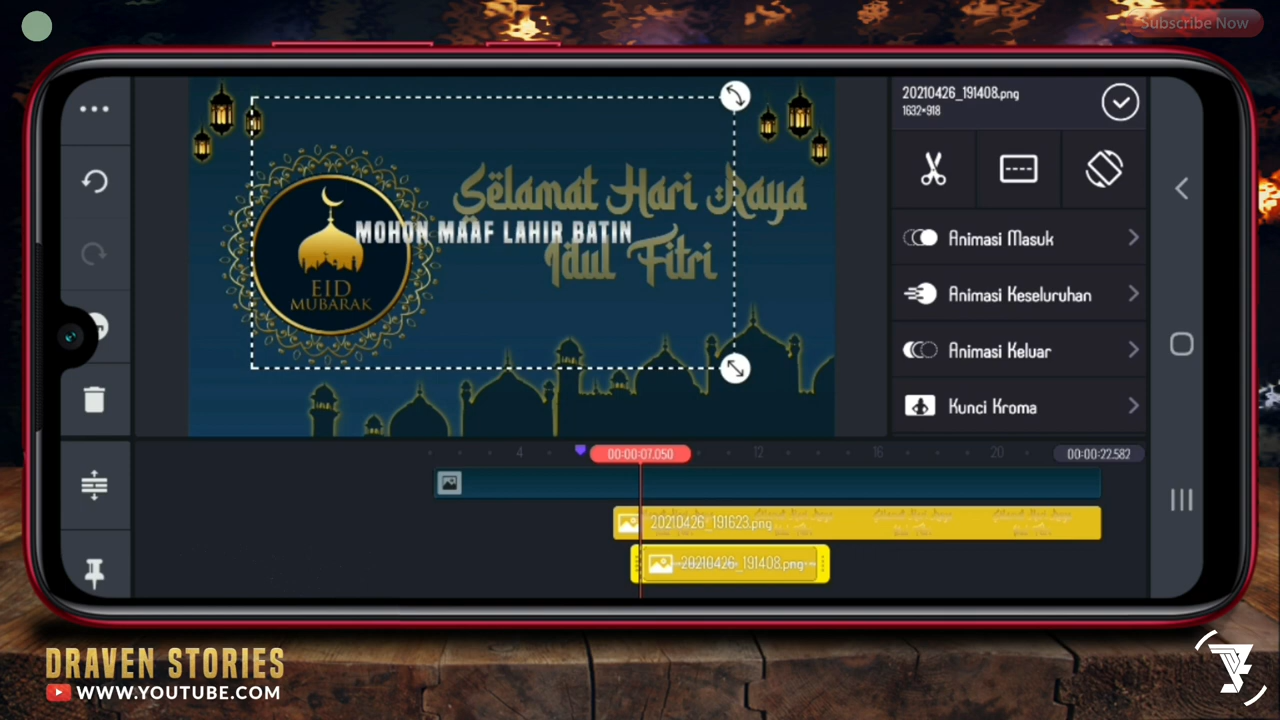 Subscribe Now
20210426_191408.png
1632×918
Selamat Hari Raya
MOHON MAAF LAHIR BATIN
Idul Fitri
EID
MUBARAK
Animasi Masuk
Animasi Keseluruhan
Animasi Keluar
Kunci Kroma
4
00:00:07.050
12
16
20
00:00:22.582
20210426_191623.png
20210426_191408.png
DRAVEN STORIES
WWW.YOUTUBE.COM